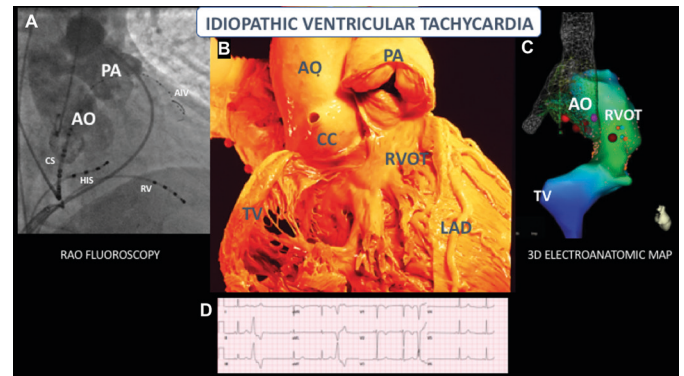 IDIOPATHIC VENTRICULAR TACHYCARDIA
A
PA
AIV
AO
CS
HIS
RV
RAO FLUOROSCOPY
B
AQ
PA
CC
RVOT
TV
LAD
C
AO
RVOT
TV
3D ELECTROANATOMIC MAP
D